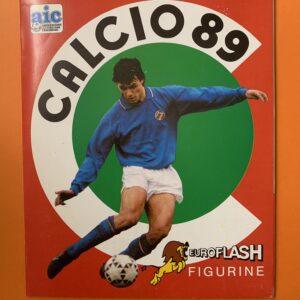 aic
CALCIO 89
EUROFLASH
FIGURINE